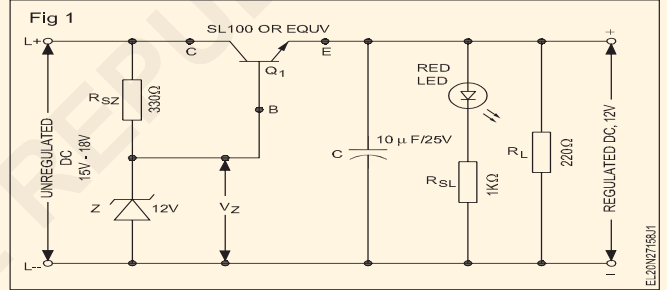 Fig 1
SL100 OR EQUV
L+
C
E
+
Q1
RED
LED
RSZ
330Ω
B
UNREGULATED
DC
15V - 18V
10 µ F/25V
C
RL
220Ω
REGULATED DC, 12V
RSL
1KΩ
Z
12V
VZ
L--
–
EL20N27158J1